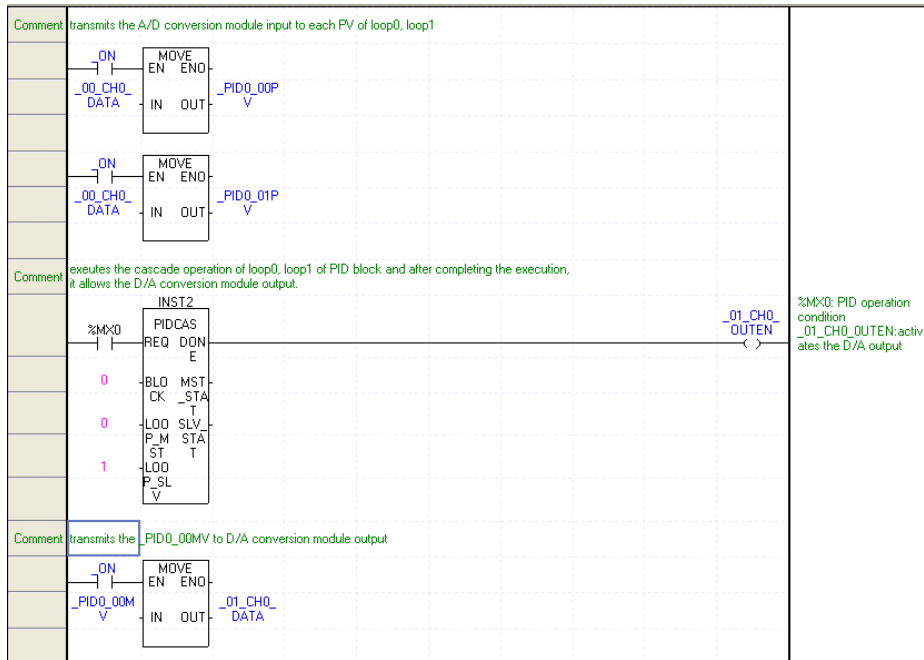 Comment transmits the A/D conversion module input to each PV of loop0, loop1
_ON
MOVE
EN ENO
_00_CH0_
DATA
IN OUT
_PID0_00P
V
_ON
MOVE
EN ENO
_00_CH0_
DATA
IN OUT
_PID0_01P
V
Comment
exeutes the cascade operation of loop0, loop1 of PID block and after completing the execution,
it allows the D/A conversion module output.
INST2
%MX0
PIDCAS
REQ DON
E
_01_CH0_
OUTEN
%MX0: PID operation
condition
_01_CH0_OUTEN:activ
ates the D/A output
0
BLO MST
CK _STA
T
0
LOO SLV_
P_M STA
ST T
1
LOO
P_SL
V
Comment transmits the _PID0_00MV to D/A conversion module output
_ON
MOVE
EN ENO
_PID0_00M
V
IN OUT
_01_CH0_
DATA